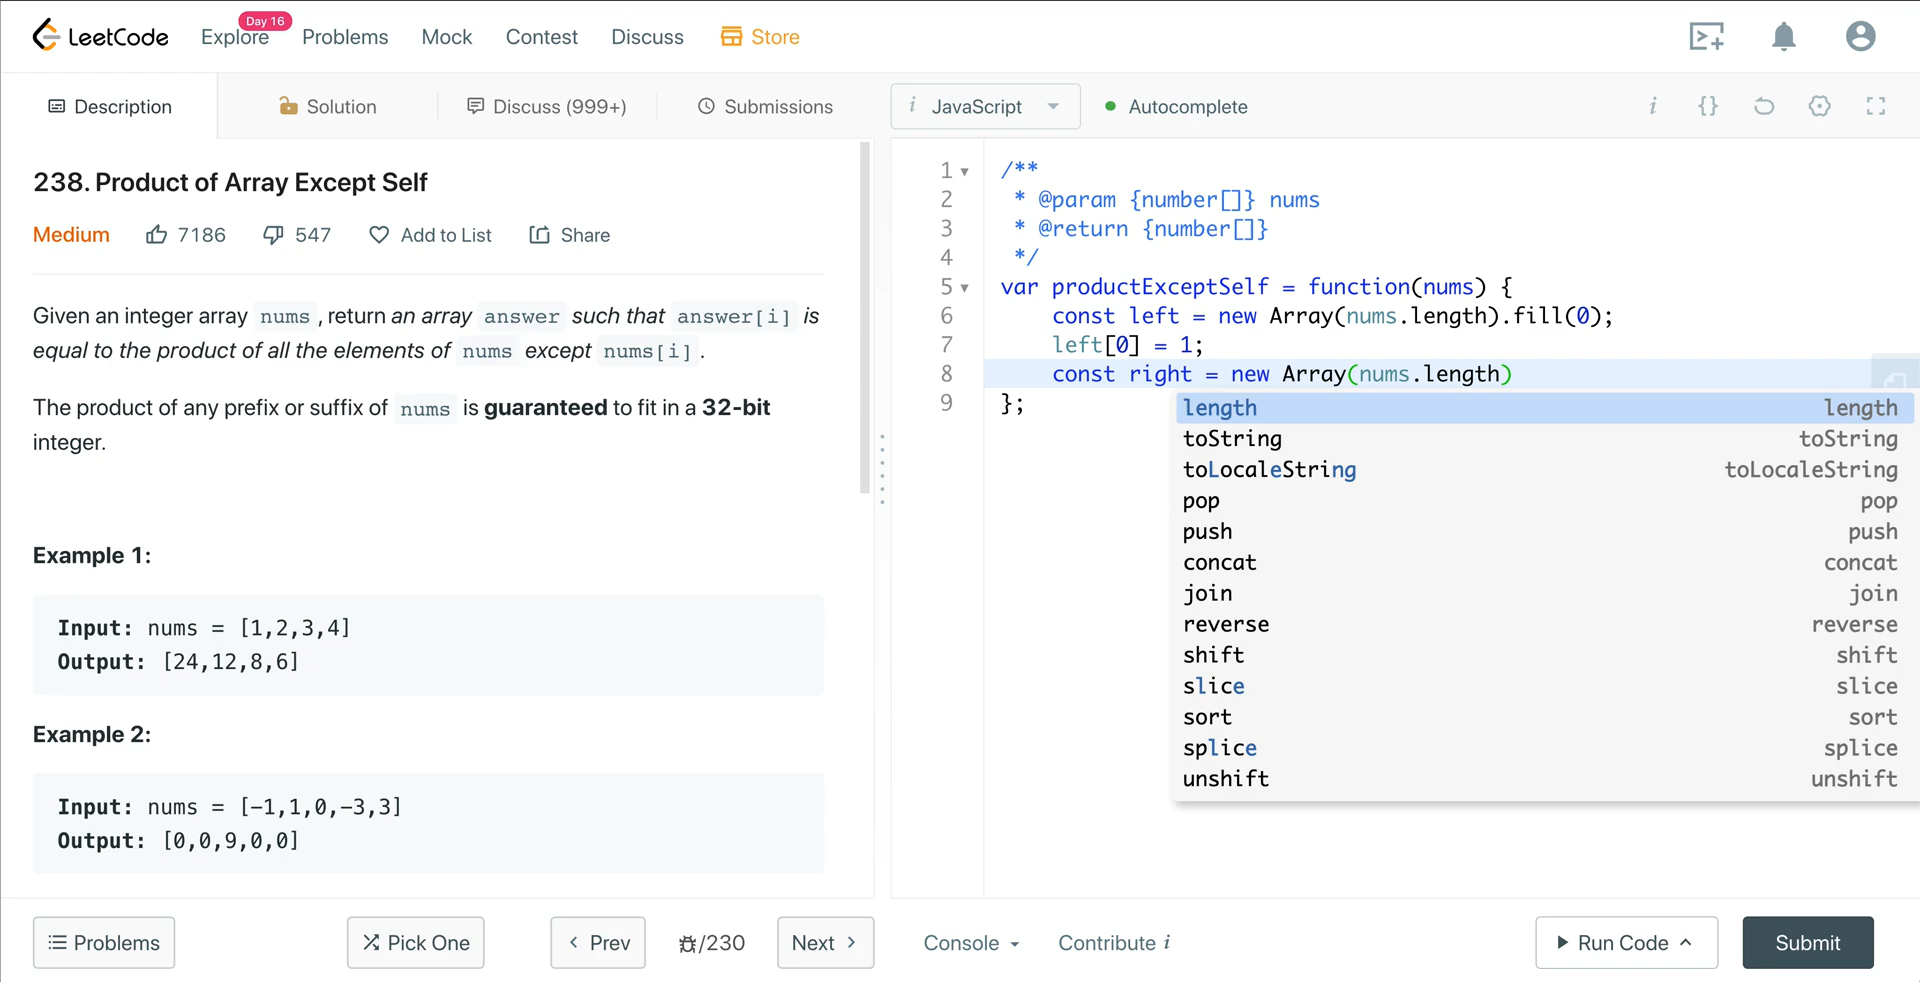 LeetCode
Explore
Day 16
Problems
Mock
Contest
Discuss
Store
Description
Solution
Discuss (999+)
Submissions
i JavaScript
Autocomplete
i
{}
238. Product of Array Except Self
Medium
7186
547
Add to List
Share
Given an integer array nums, return an array answer such that answer[i] is
equal to the product of all the elements of nums except nums[i].
The product of any prefix or suffix of nums is guaranteed to fit in a 32-bit
integer.
Example 1:
Input: nums = [1,2,3,4]
Output: [24,12,8,6]
Example 2:
Input: nums = [-1,1,0,-3,3]
Output: [0,0,9,0,0]
1 /**
2 * @param {number[]} nums
3 * @return {number[]}
4 */
5 var productExceptSelf = function(nums) {
6 const left = new Array(nums.length).fill(0);
7 left[0] = 1;
8 const right = new Array(nums.length)
9 };
length length
toString toString
toLocaleString toLocaleString
pop pop
push push
concat concat
join join
reverse reverse
shift shift
slice slice
sort sort
splice splice
unshift unshift
Problems
Pick One
Prev
/230
Next
Console
Contribute i
Run Code
Submit